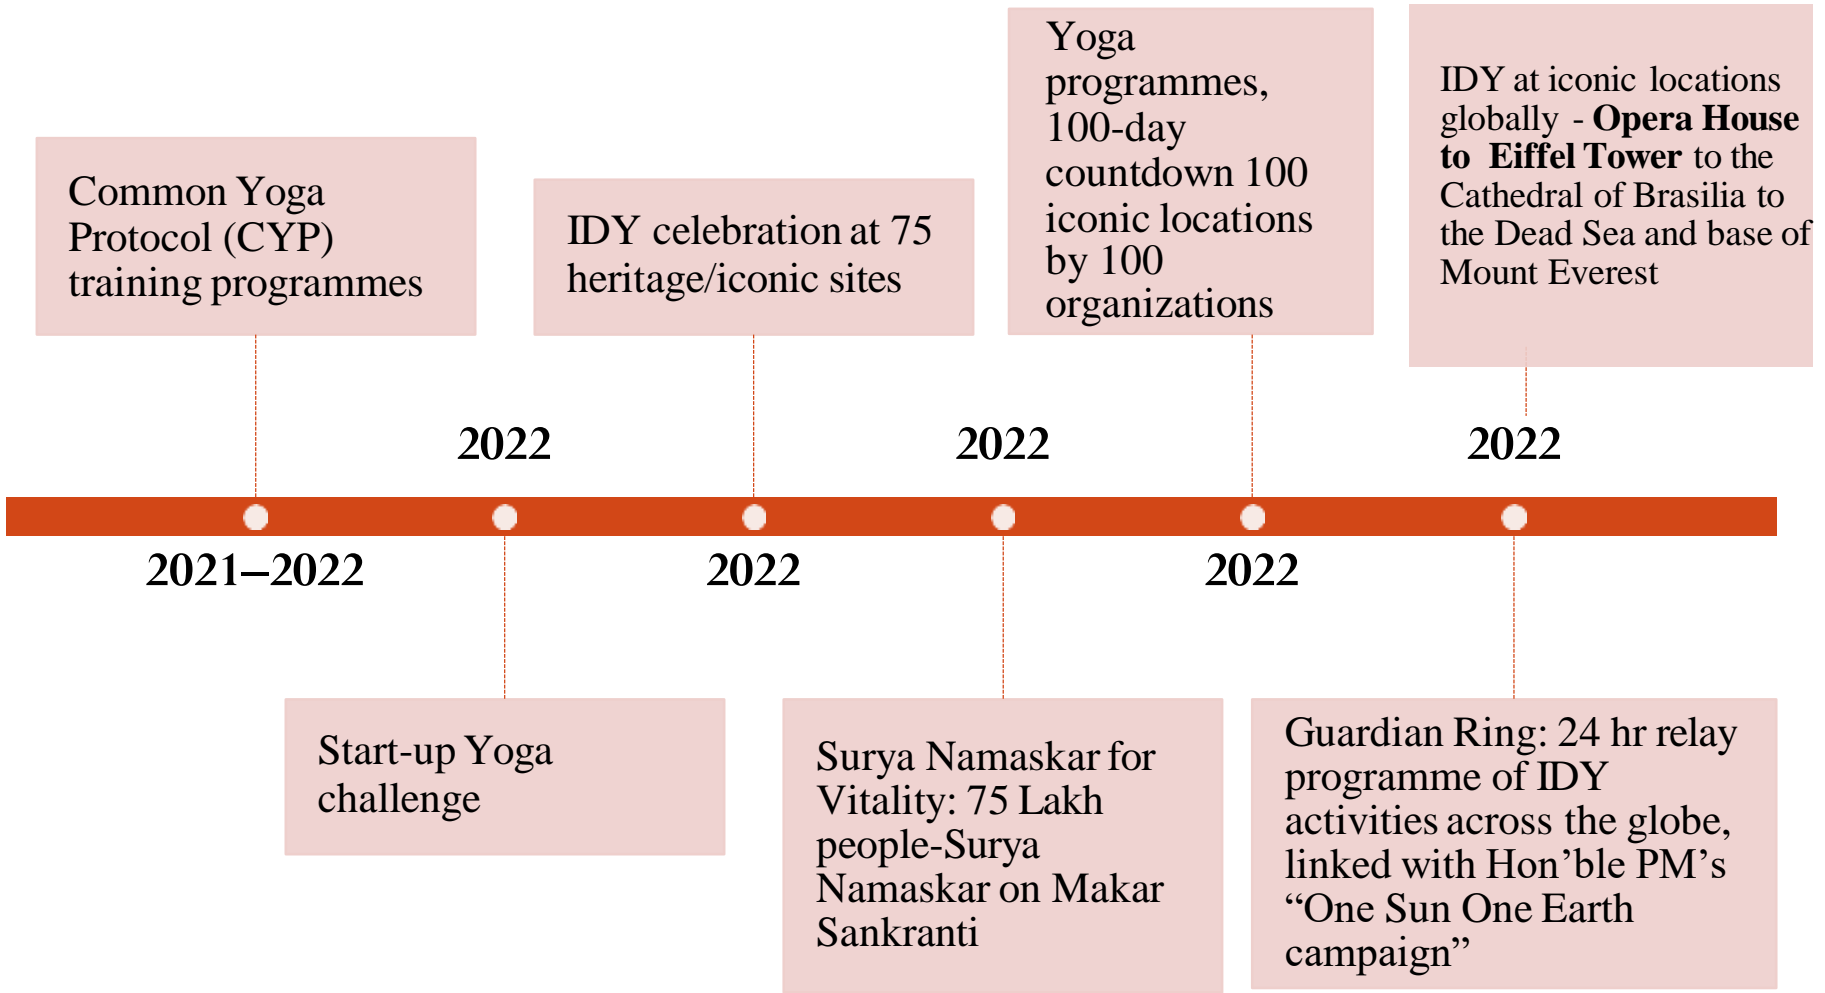 Common Yoga
Protocol (CYP)
training programmes
2021–2022
2022
Start-up Yoga
challenge
IDY celebration at 75
heritage/iconic sites
2022
2022
Surya Namaskar for
Vitality: 75 Lakh
people-Surya
Namaskar on Makar
Sankranti
Yoga
programmes,
100-day
countdown 100
iconic locations
by 100
organizations
2022
IDY at iconic locations
globally - Opera House
to Eiffel Tower to the
Cathedral of Brasilia to
the Dead Sea and base of
Mount Everest
2022
Guardian Ring: 24 hr relay
programme of IDY
activities across the globe,
linked with Hon’ble PM’s
“One Sun One Earth
campaign”